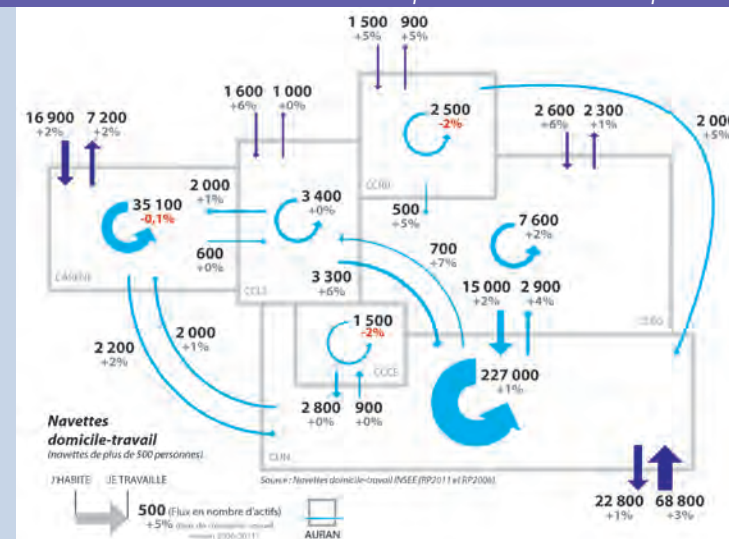 1 500 900
+5% +5%
1 600 1 000
+6% +0%
2 500
-2%
2 600 2 300
+6% +1%
2 000
+5%
16 900 7 200
+2% +2%
CCRN
2 000
+1%
35 100
-0,1%
3 400
+0%
500
+5%
7 600
+2%
600
+0%
700
+7%
CARENE
CCLS
3 300
+6%
15 000 2 900
+2% +4%
1 500
-2%
2 000
+1%
2 200
+2%
CCCE
227 000
+1%
2 800 900
+0% +0%
Navettes
domicile-travail
(navettes de plus de 500 personnes)
CUN
J'HABITE JE TRAVAILLE
Source : Navettes domicile-travail INSEE (RP2011 et RP2006)
500 (Flux en nombre d'actifs)
+5%
AURAN
22 800 68 800
+1% +3%